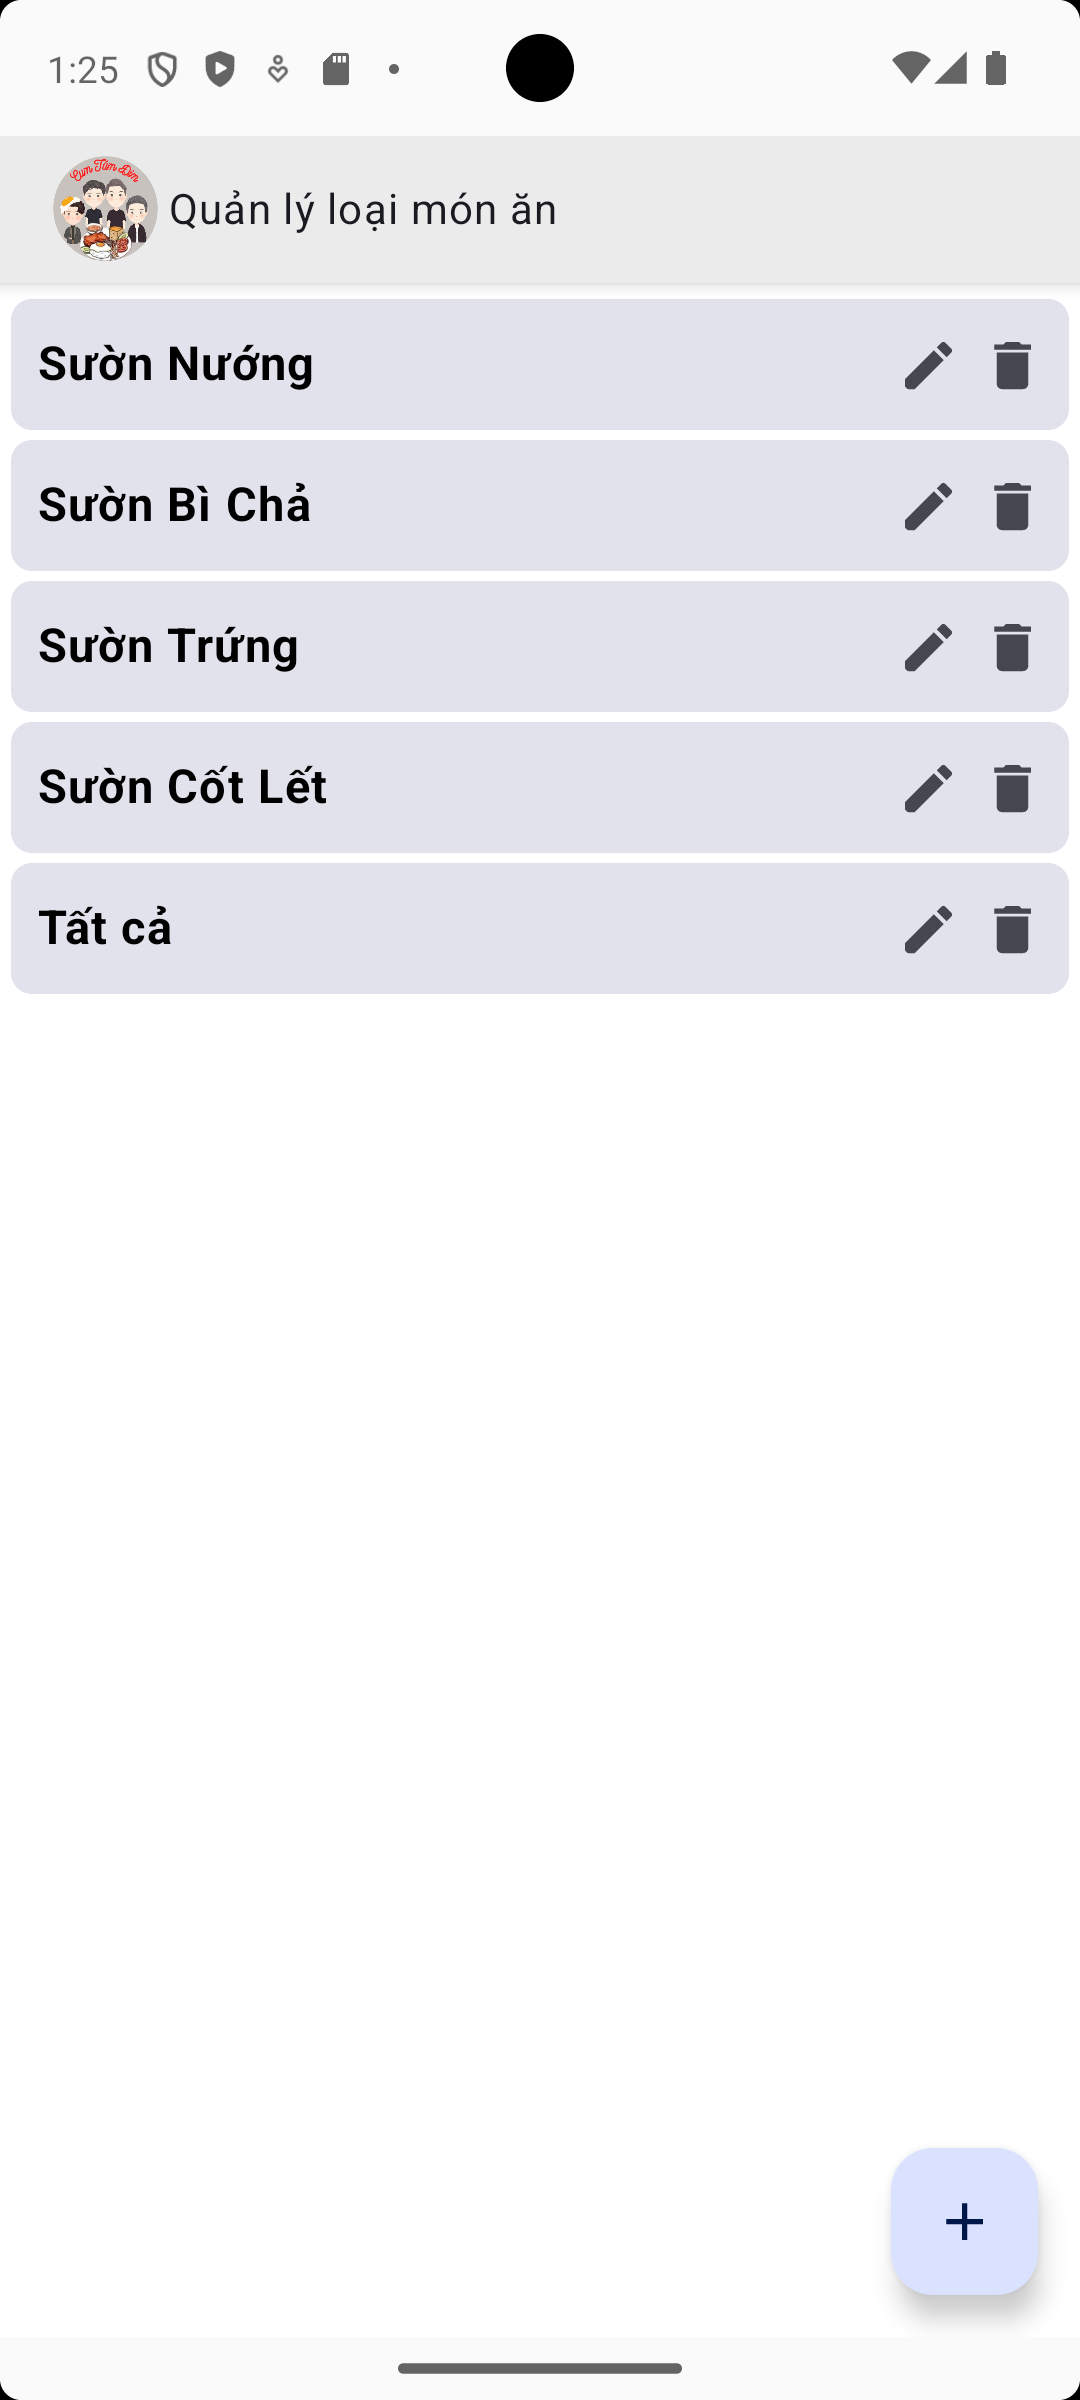 1:25
Cơm Tấm Đêm
Quản lý loại món ăn
Sườn Nướng
Sườn Bì Chả
Sườn Trứng
Sườn Cốt Lết
Tất cả